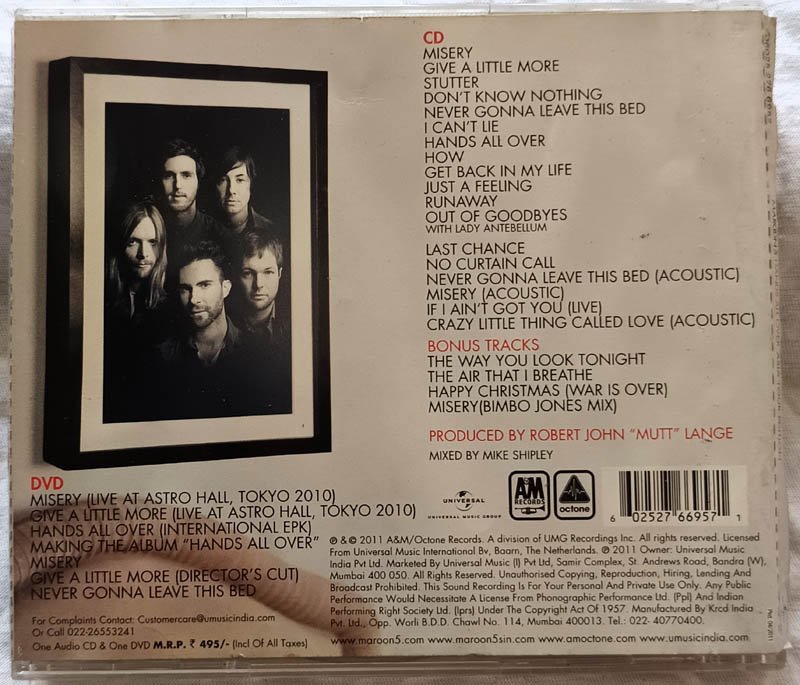 CD
MISERY
GIVE A LITTLE MORE
STUTTER
DON'T KNOW NOTHING
NEVER GONNA LEAVE THIS BED
I CAN'T LIE
HANDS ALL OVER
HOW
GET BACK IN MY LIFE
JUST A FEELING
RUNAWAY
OUT OF GOODBYES
WITH LADY ANTEBELLUM
LAST CHANCE
NO CURTAIN CALL
NEVER GONNA LEAVE THIS BED (ACOUSTIC)
MISERY (ACOUSTIC)
IF I AIN'T GOT YOU (LIVE)
CRAZY LITTLE THING CALLED LOVE (ACOUSTIC)
BONUS TRACKS
THE WAY YOU LOOK TONIGHT
THE AIR THAT I BREATHE
HAPPY CHRISTMAS (WAR IS OVER)
MISERY(BIMBO JONES MIX)
PRODUCED BY ROBERT JOHN "MUTT" LANGE
MIXED BY MIKE SHIPLEY
DVD
MISERY (LIVE AT ASTRO HALL, TOKYO 2010)
GIVE A LITTLE MORE (LIVE AT ASTRO HALL, TOKYO 2010)
HANDS ALL OVER (INTERNATIONAL EPK)
MAKING THE ALBUM "HANDS ALL OVER"
MISERY
GIVE A LITTLE MORE (DIRECTOR'S CUT)
NEVER GONNA LEAVE THIS BED
For Complaints Contact: Customercare@umusicindia.com
Or Call 022-26553241
One Audio CD & One DVD M.R.P. ₹ 495/- (Incl Of All Taxes)
UNIVERSAL
UNIVERSAL MUSIC GROUP
A&M
RECORDS
octone
6 02527 66957 1
℗ & © 2011 A&M/Octone Records. A division of UMG Recordings Inc. All rights reserved. Licensed
From Universal Music International Bv, Baarn, The Netherlands. ℗ 2011 Owner: Universal Music
India Pvt Ltd. Marketed By Universal Music (I) Pvt Ltd, Samir Complex, St. Andrews Road, Bandra (W),
Mumbai 400 050. All Rights Reserved. Unauthorised Copying, Reproduction, Hiring, Lending And
Broadcast Prohibited. This Sound Recording Is For Your Personal And Private Use Only. Any Public
Performance Would Necessitate A License From Phonographic Performance Ltd. (Ppl) And Indian
Performing Right Society Ltd. (Iprs) Under The Copyright Act Of 1957. Manufactured By Krcd India
Pvt. Ltd., Opp. Worli B.D.D. Chawl No. 114, Mumbai 400013. Tel.: 022- 40770400.
www.maroon5.com www.maroon5sin.com www.amoctone.com www.umusicindia.com